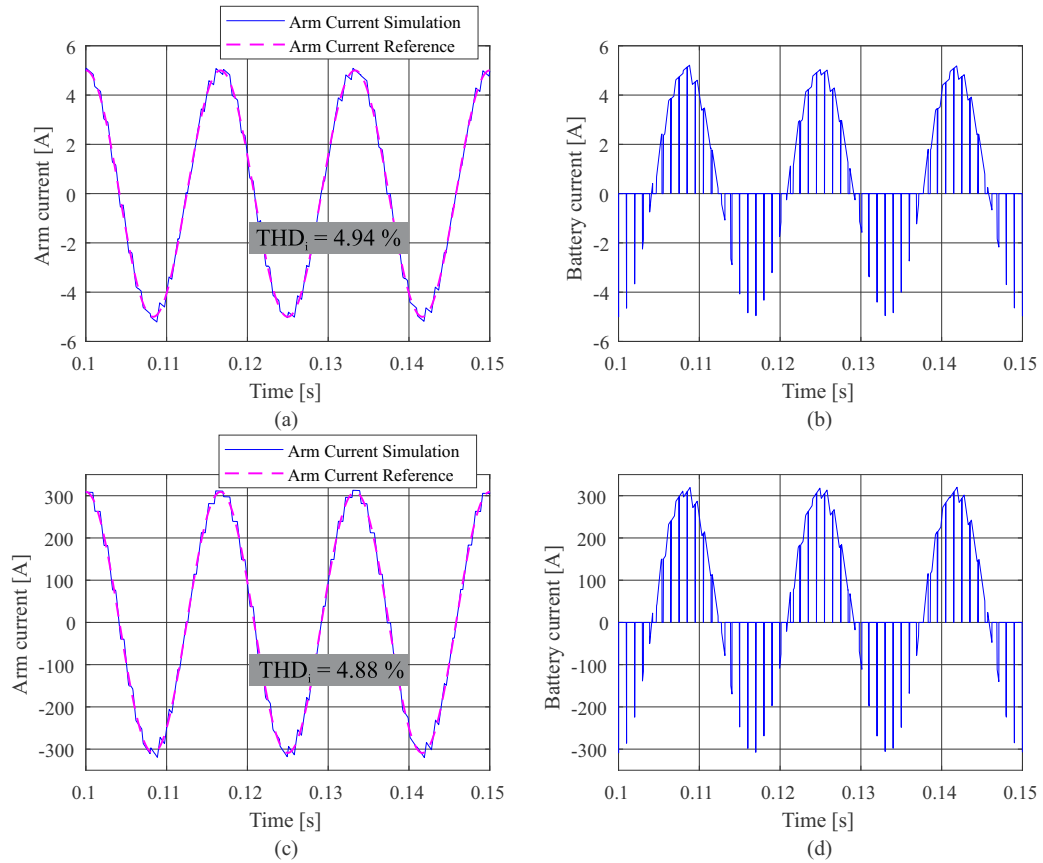 Arm Current Simulation
Arm Current Reference
6
4
2
0
-2
-4
-6
Arm current [A]
THDi = 4.94 %
0.1 0.11 0.12 0.13 0.14 0.15
Time [s]
(a)
6
4
2
0
-2
-4
-6
Battery current [A]
0.1 0.11 0.12 0.13 0.14 0.15
Time [s]
(b)
Arm Current Simulation
Arm Current Reference
300
200
100
0
-100
-200
-300
Arm current [A]
THDi = 4.88 %
0.1 0.11 0.12 0.13 0.14 0.15
Time [s]
(c)
300
200
100
0
-100
-200
-300
Battery current [A]
0.1 0.11 0.12 0.13 0.14 0.15
Time [s]
(d)